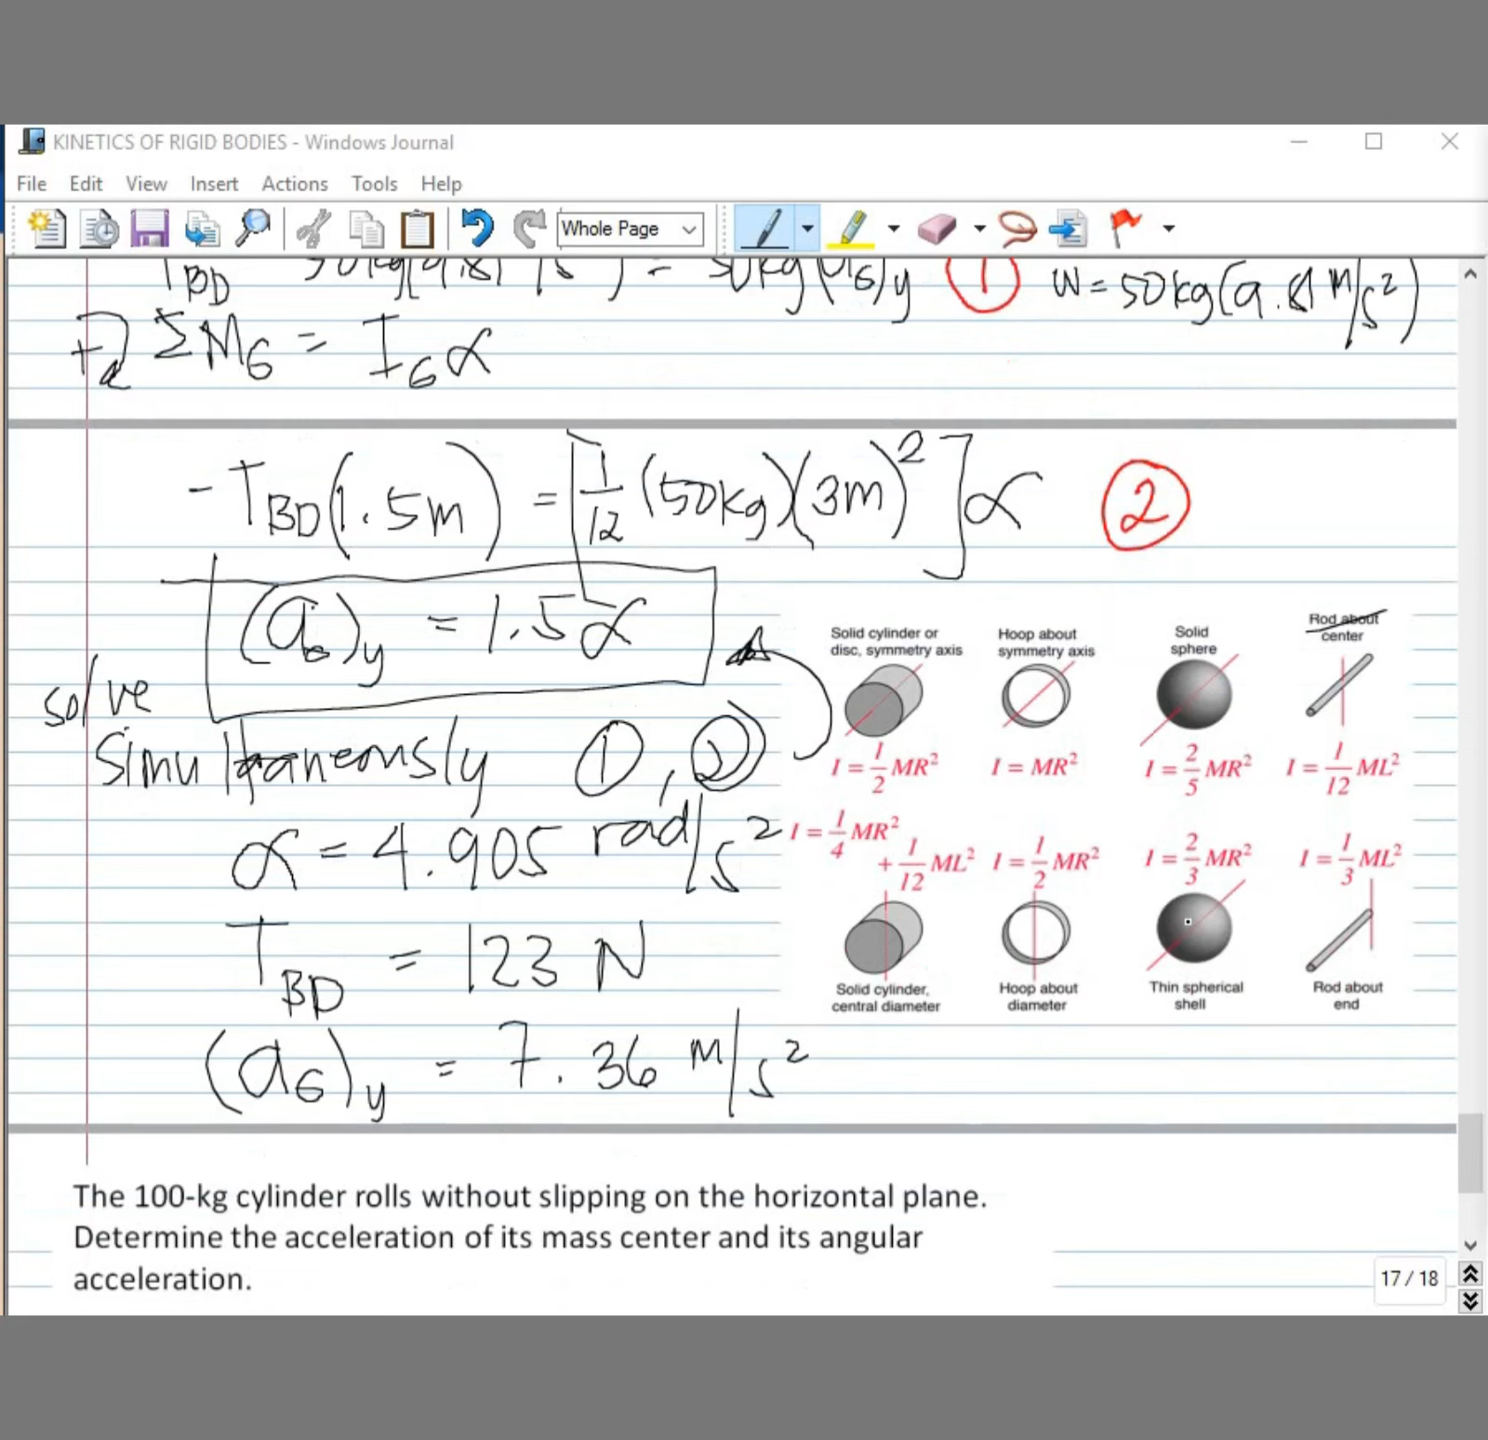 KINETICS OF RIGID BODIES - Windows Journal
File Edit View Insert Actions Tools Help
Whole Page
T_BD 50kg(9.81 /s ) = 50kg(a_G)y ① W = 50kg(9.81 m/s²)
+ ΣM_G = I_G α
-T_BD(1.5m) = [1/12 (50kg)(3m)²]α ②
(a_G)y = 1.5α
solve
simultaneously ①, ②
α = 4.905 rad/s²
T_BD = 123 N
(a_G)y = 7.36 m/s²
Solid cylinder or
disc, symmetry axis
I = 1/2 MR²
Hoop about
symmetry axis
I = MR²
Solid
sphere
I = 2/5 MR²
Rod about
center
I = 1/12 ML²
I = 1/4 MR²
+ 1/12 ML²
Solid cylinder,
central diameter
I = 1/2 MR²
Hoop about
diameter
I = 2/3 MR²
Thin spherical
shell
I = 1/3 ML²
Rod about
end
The 100-kg cylinder rolls without slipping on the horizontal plane.
Determine the acceleration of its mass center and its angular
acceleration.
17 / 18